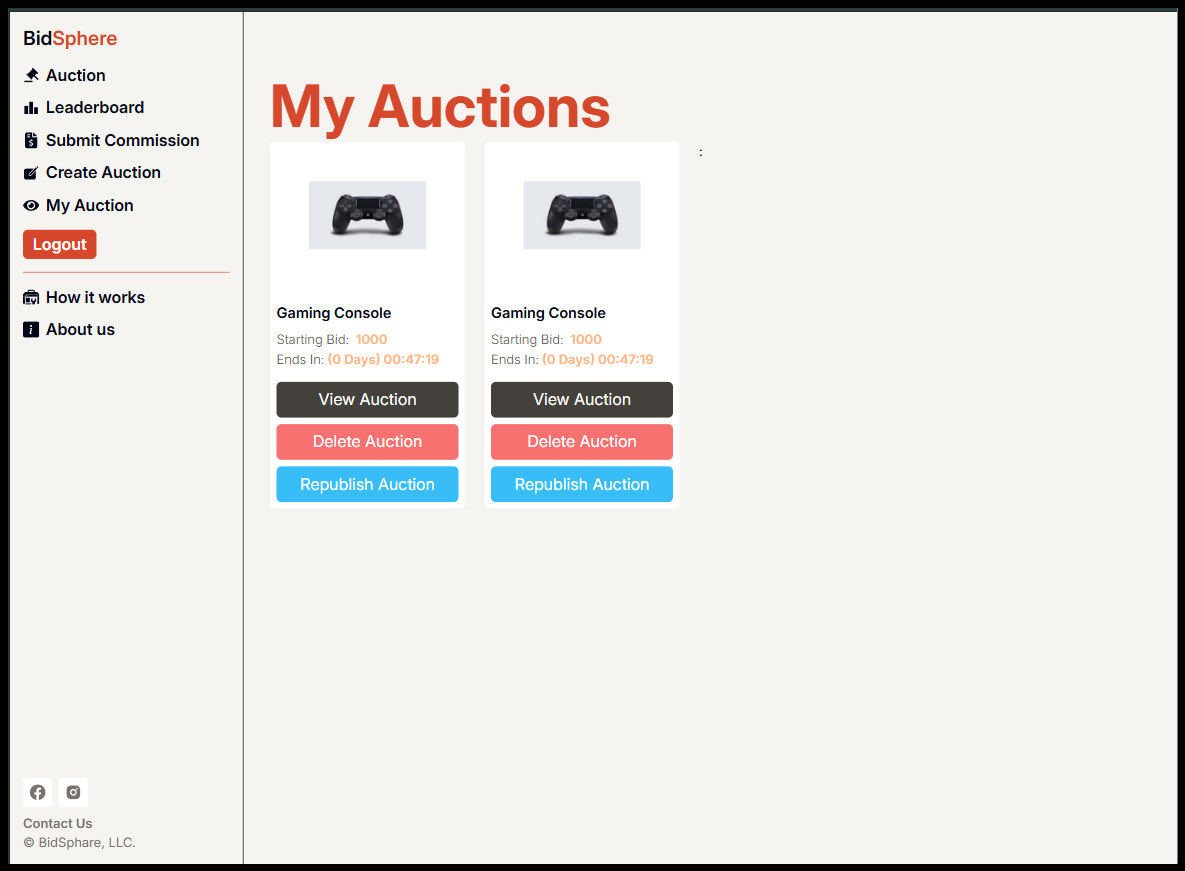 BidSphere
Auction
Leaderboard
Submit Commission
Create Auction
My Auction
Logout
How it works
About us
Contact Us
© BidSphare, LLC.
My Auctions
Gaming Console
Starting Bid: 1000
Ends In: (0 Days) 00:47:19
View Auction
Delete Auction
Republish Auction
Gaming Console
Starting Bid: 1000
Ends In: (0 Days) 00:47:19
View Auction
Delete Auction
Republish Auction
: